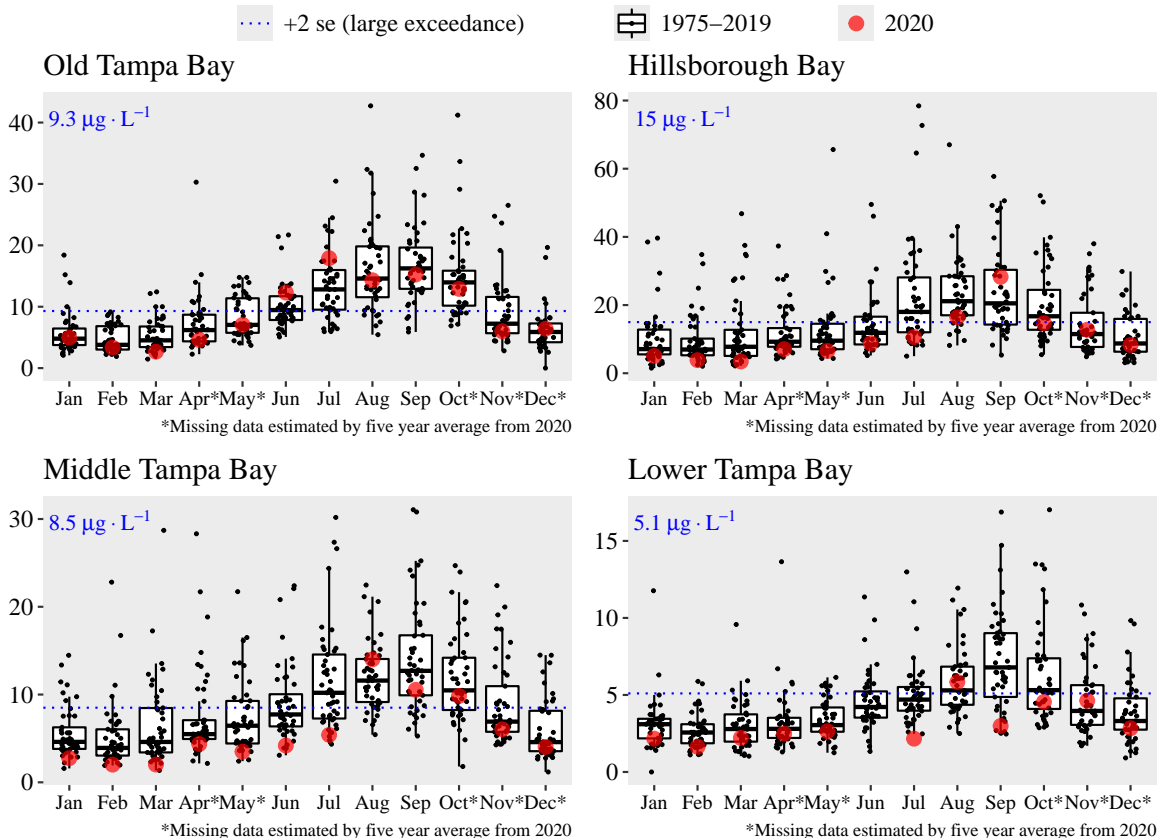 +2 se (large exceedance) 1975−2019 2020
Old Tampa Bay
9.3 μg ⋅ L−1
40
30
20
10
0
Jan Feb Mar Apr* May* Jun Jul Aug Sep Oct* Nov* Dec*
*Missing data estimated by five year average from 2020
Hillsborough Bay
15 μg ⋅ L−1
80
60
40
20
0
Jan Feb Mar Apr* May* Jun Jul Aug Sep Oct* Nov* Dec*
*Missing data estimated by five year average from 2020
Middle Tampa Bay
8.5 μg ⋅ L−1
30
20
10
0
Jan Feb Mar Apr* May* Jun Jul Aug Sep Oct* Nov* Dec*
*Missing data estimated by five year average from 2020
Lower Tampa Bay
5.1 μg ⋅ L−1
15
10
5
0
Jan Feb Mar Apr* May* Jun Jul Aug Sep Oct* Nov* Dec*
*Missing data estimated by five year average from 2020